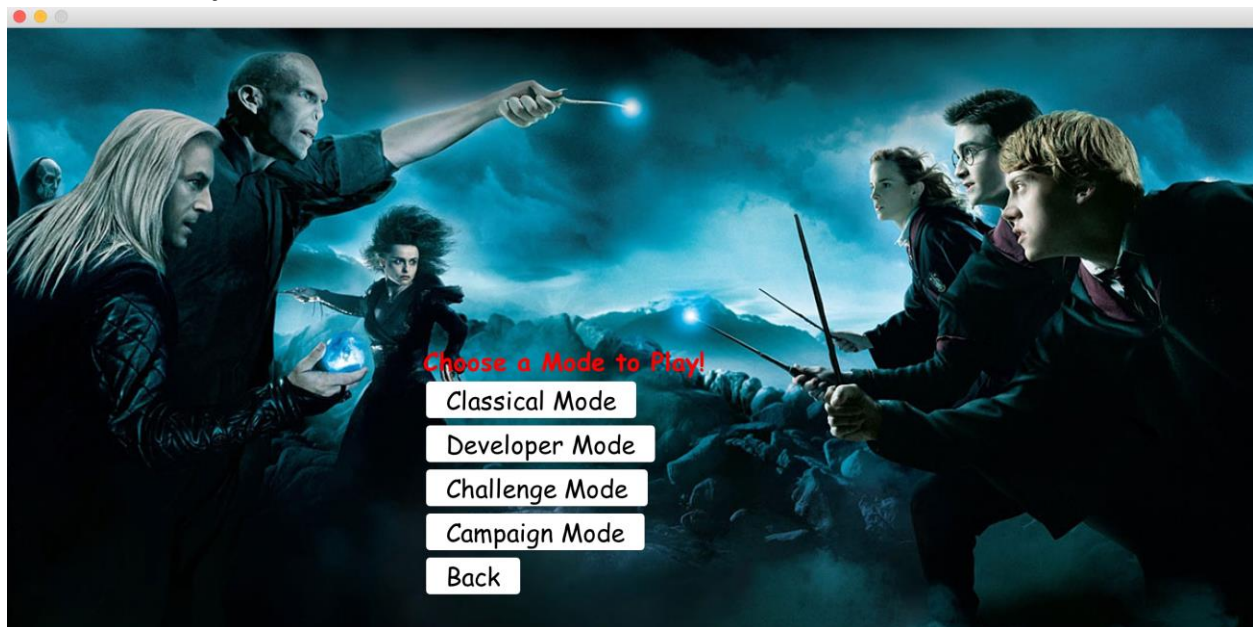 Choose a Mode to Play!
Classical Mode
Developer Mode
Challenge Mode
Campaign Mode
Back